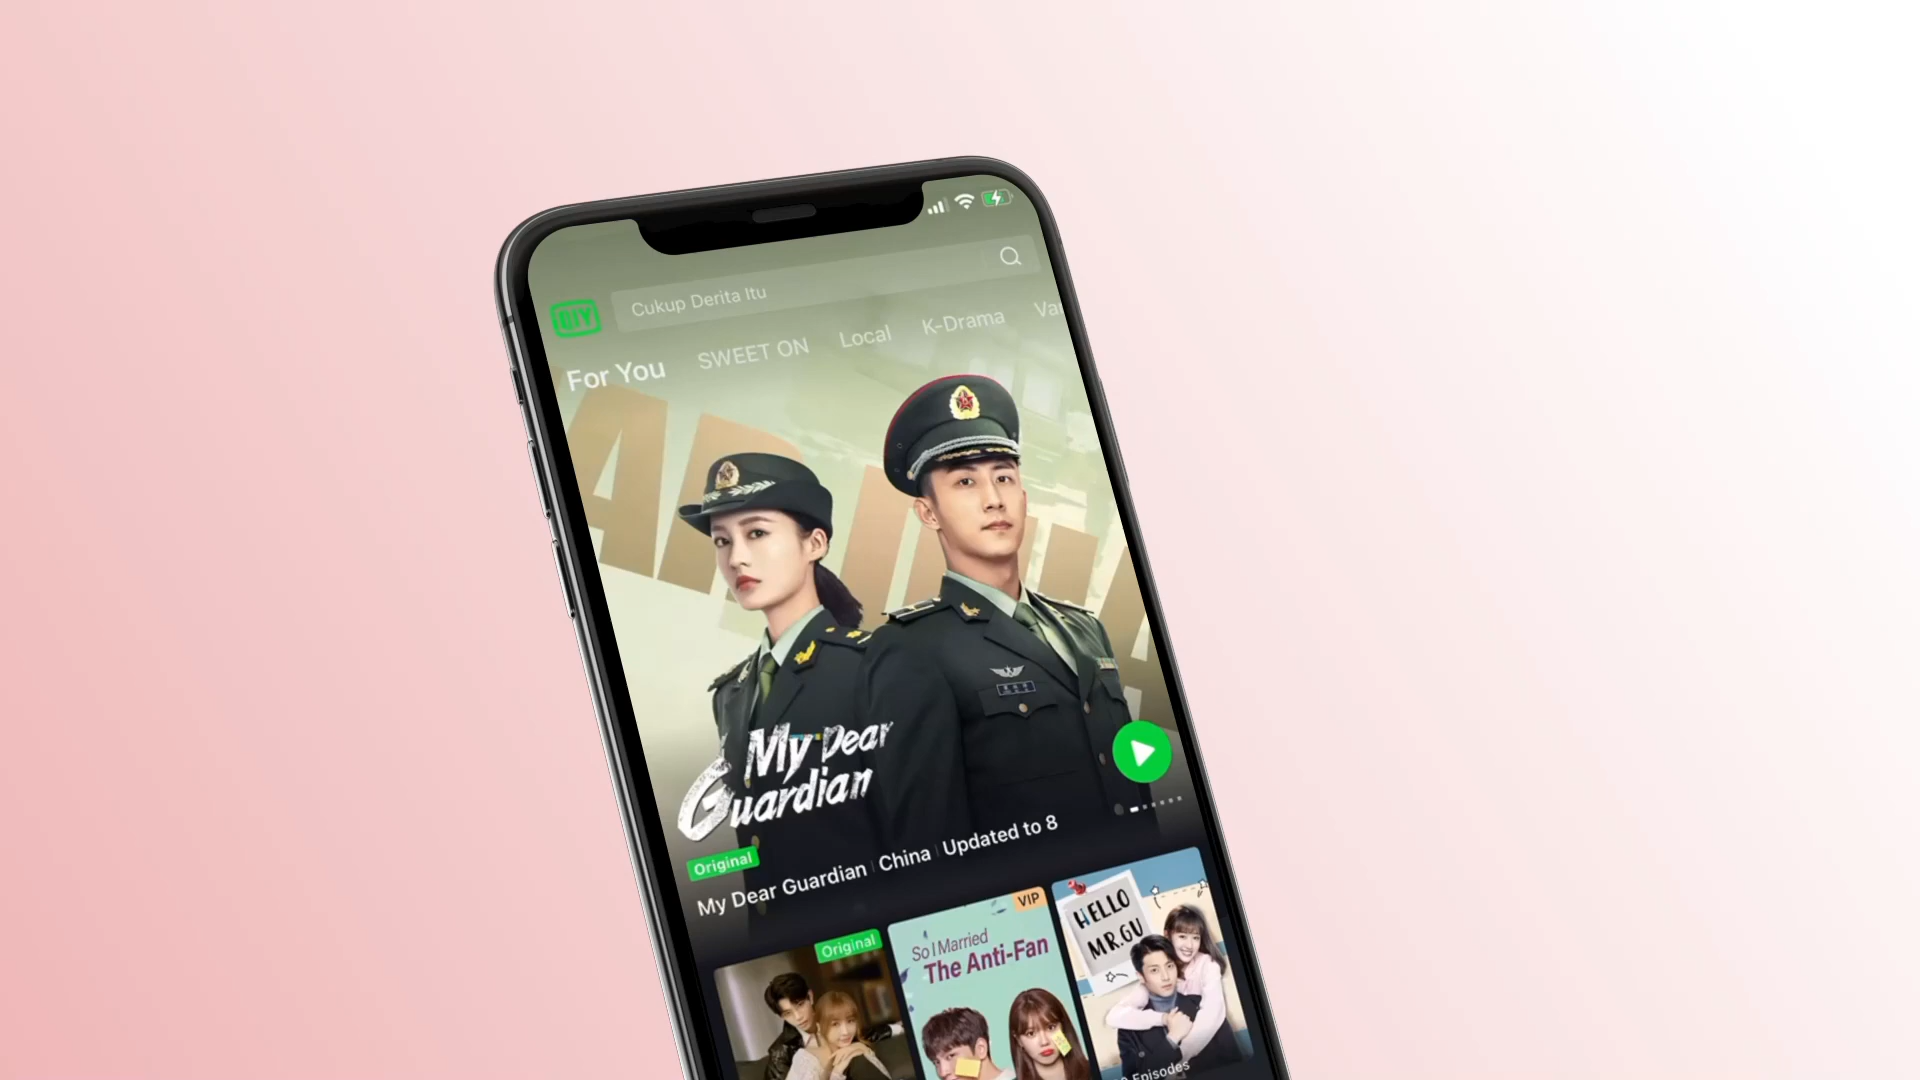 QIY
Cukup Derita Itu
For You
SWEET ON
Local
K-Drama
My Dear
Guardian
Original
My Dear Guardian
China
Updated to 8
Original
VIP
So I Married
The Anti-Fan
HELLO
MR.GU
Episodes